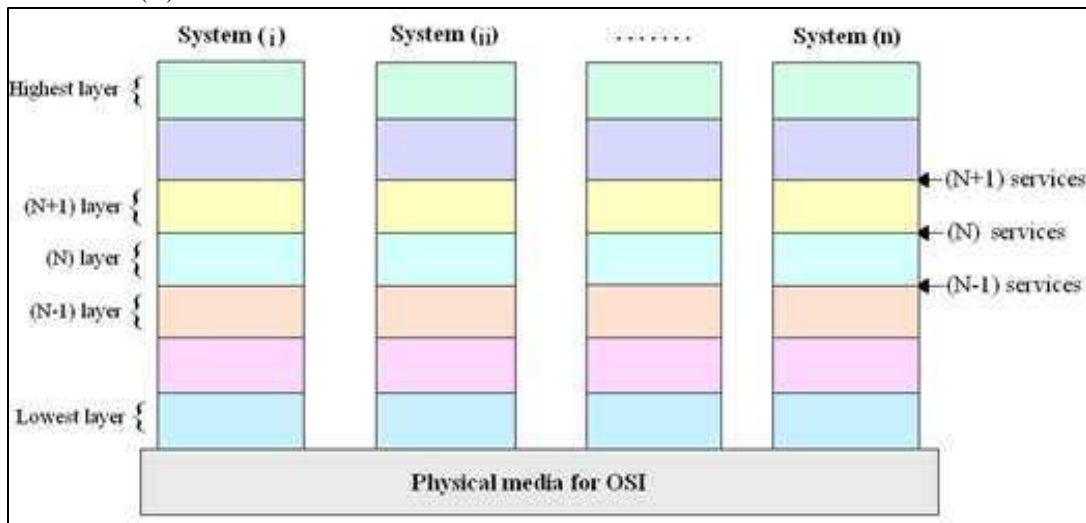 System (i) System (ii) ....... System (n)
Highest layer {
(N+1) services
(N+1) layer {
(N) services
(N) layer {
(N-1) services
(N-1) layer {
Lowest layer {
Physical media for OSI